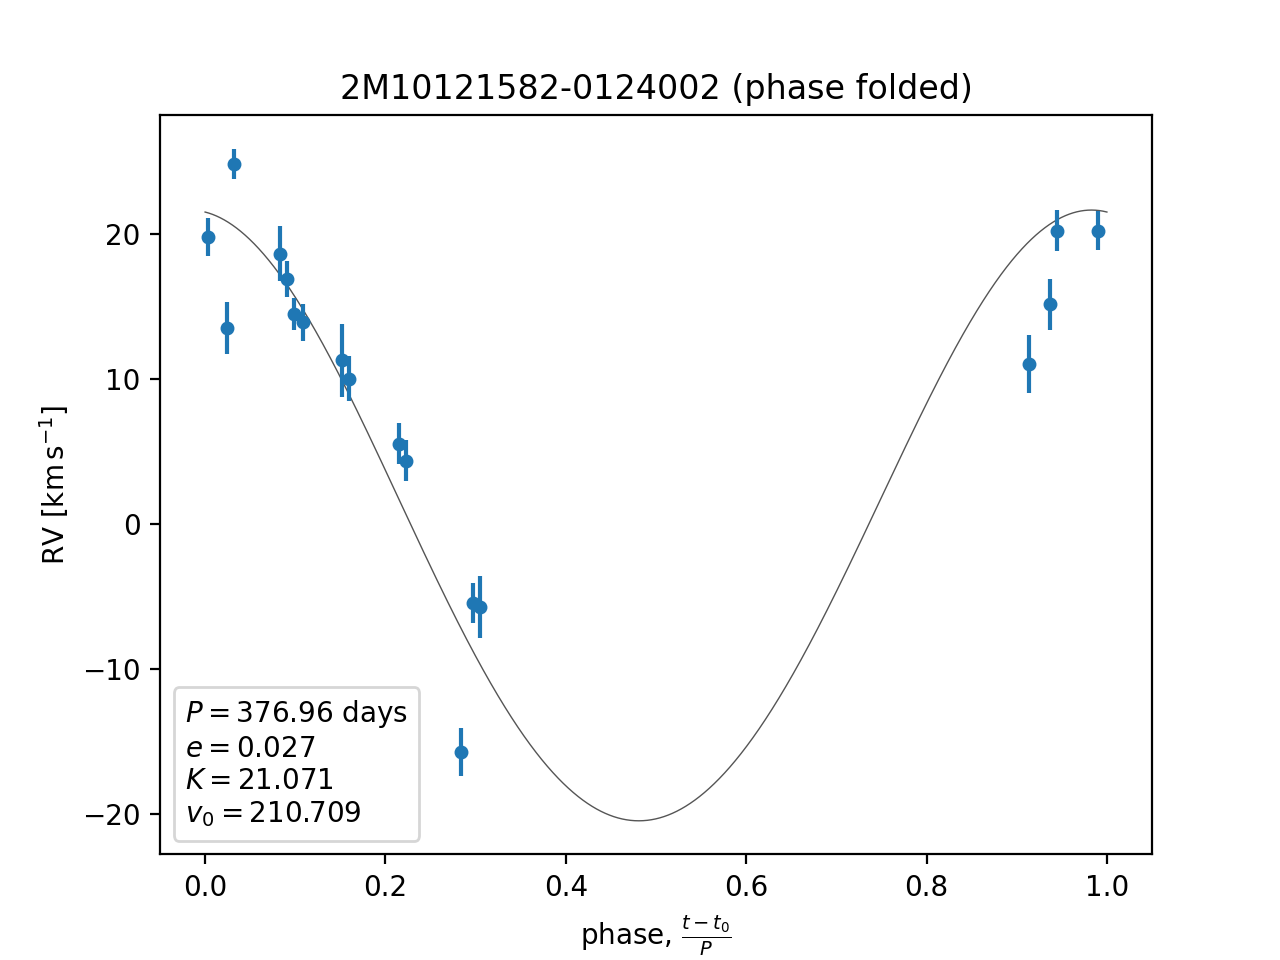 2M10121582-0124002 (phase folded)
RV [km s⁻¹]
20
10
0
−10
−20
P = 376.96 days
e = 0.027
K = 21.071
v₀ = 210.709
0.0 0.2 0.4 0.6 0.8 1.0
phase, (t − t₀)/P